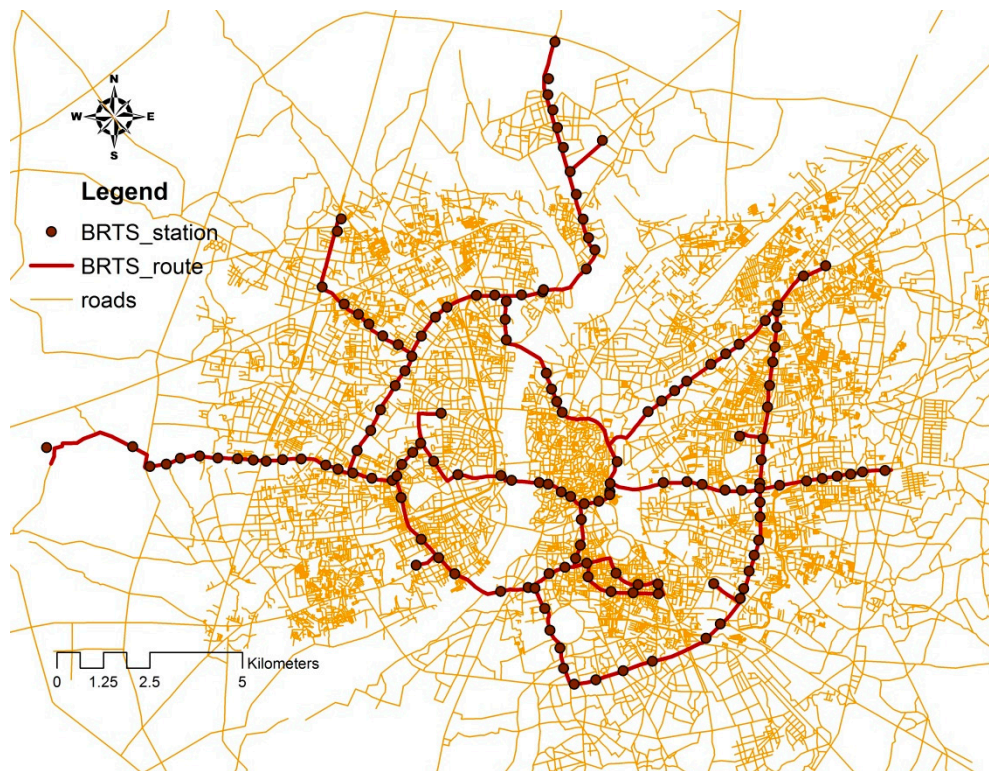 N
W E
S
Legend
BRTS_station
BRTS_route
roads
Kilometers
0 1.25 2.5 5